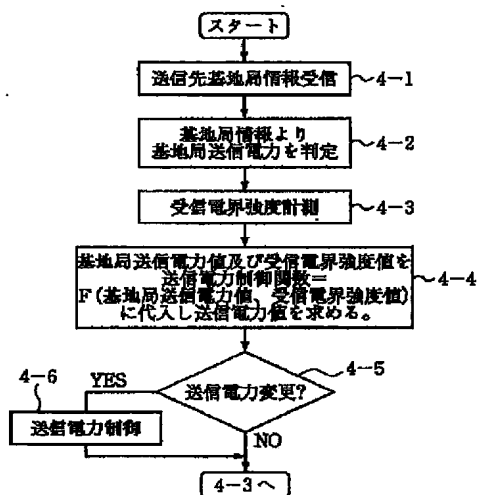 スタート
送信先基地局情報受信
4-1
基地局情報より
基地局送信電力を判定
4-2
受信電界強度計測
4-3
基地局送信電力値及び受信電界強度値を
送信電力制御関数=
F(基地局送信電力値、受信電界強度値)
に代入し送信電力値を求める。
4-4
4-5
送信電力変更?
4-6
YES
送信電力制御
NO
4-3へ